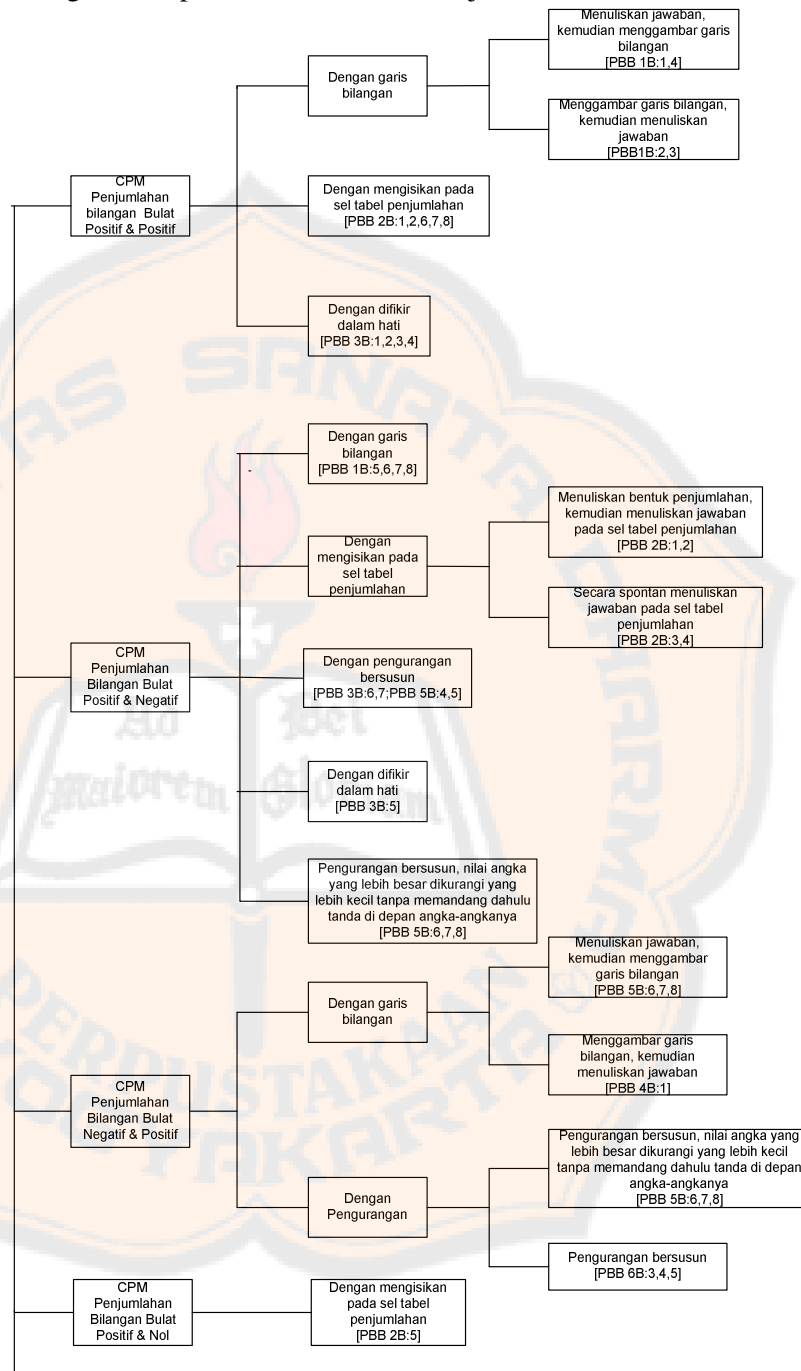 Menuliskan jawaban,
kemudian menggambar garis
bilangan
[PBB 1B:1,4]
Dengan garis
bilangan
Menggambar garis bilangan,
kemudian menuliskan
jawaban
[PBB1B:2,3]
CPM
Penjumlahan
bilangan Bulat
Positif & Positif
Dengan mengisikan pada
sel tabel penjumlahan
[PBB 2B:1,2,6,7,8]
Dengan difikir
dalam hati
[PBB 3B:1,2,3,4]
Dengan garis
bilangan
[PBB 1B:5,6,7,8]
Menuliskan bentuk penjumlahan,
kemudian menuliskan jawaban
pada sel tabel penjumlahan
[PBB 2B:1,2]
Dengan
mengisikan pada
sel tabel
penjumlahan
Secara spontan menuliskan
jawaban pada sel tabel
penjumlahan
[PBB 2B:3,4]
CPM
Penjumlahan
Bilangan Bulat
Positif & Negatif
Dengan pengurangan
bersusun
[PBB 3B:6,7;PBB 5B:4,5]
Dengan difikir
dalam hati
[PBB 3B:5]
Pengurangan bersusun, nilai angka
yang lebih besar dikurangi yang
lebih kecil tanpa memandang dahulu
tanda di depan angka-angkanya
[PBB 5B:6,7,8]
Menuliskan jawaban,
kemudian menggambar
garis bilangan
[PBB 5B:6,7,8]
Dengan garis
bilangan
Menggambar garis
bilangan, kemudian
menuliskan jawaban
[PBB 4B:1]
CPM
Penjumlahan
Bilangan Bulat
Negatif & Positif
Pengurangan bersusun, nilai angka yang
lebih besar dikurangi yang lebih kecil
tanpa memandang dahulu tanda di depan
angka-angkanya
[PBB 5B:6,7,8]
Dengan
Pengurangan
Pengurangan bersusun
[PBB 6B:3,4,5]
CPM
Penjumlahan
Bilangan Bulat
Positif & Nol
Dengan mengisikan
pada sel tabel
penjumlahan
[PBB 2B:5]
AS SANATA DHARMA
Ad Dei
Maiorem Gloriam
PERPUSTAKAAN
YOGYAKARTA